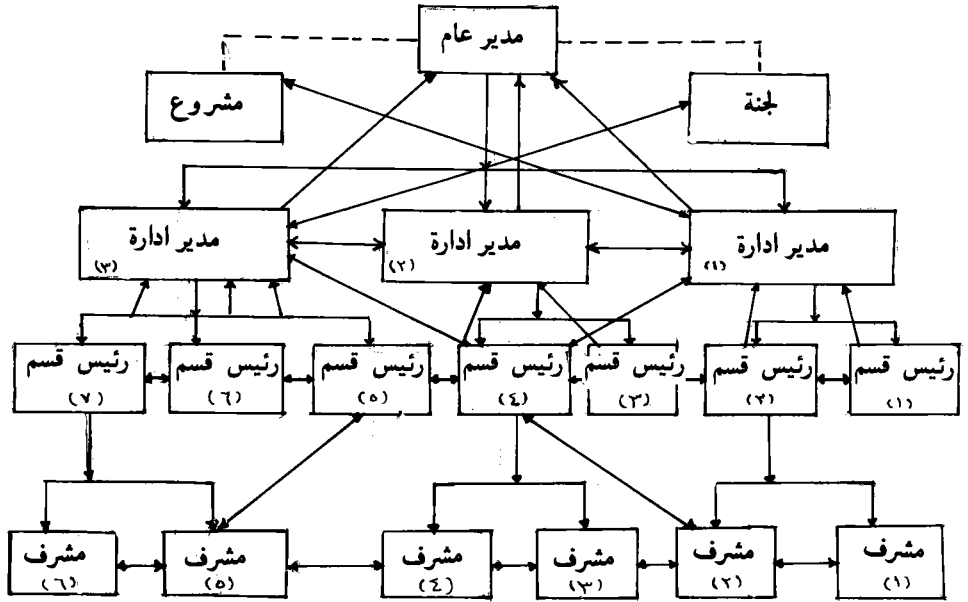 مدير عام
لجنة
مشروع
مدير ادارة
(١)
مدير ادارة
(٢)
مدير ادارة
(٣)
رئيس قسم
(١)
رئيس قسم
(٢)
رئيس قسم
(٣)
رئيس قسم
(٤)
رئيس قسم
(٥)
رئيس قسم
(٦)
رئيس قسم
(٧)
مشرف
(١)
مشرف
(٢)
مشرف
(٣)
مشرف
(٤)
مشرف
(٥)
مشرف
(٦)